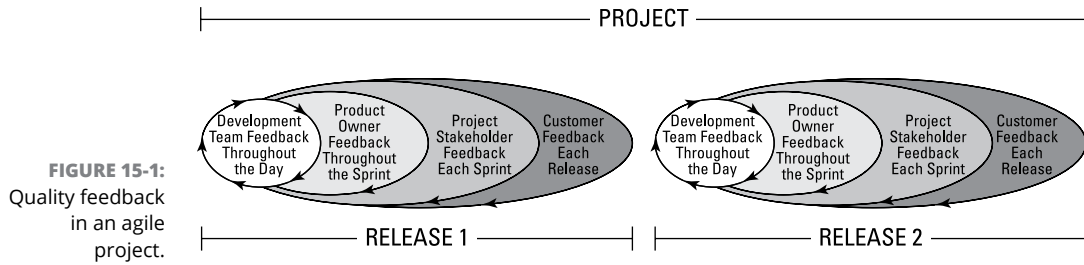 PROJECT
Development
Team Feedback
Throughout
the Day
Product
Owner
Feedback
Throughout
the Sprint
Project
Stakeholder
Feedback
Each Sprint
Customer
Feedback
Each
Release
Development
Team Feedback
Throughout
the Day
Product
Owner
Feedback
Throughout
the Sprint
Project
Stakeholder
Feedback
Each Sprint
Customer
Feedback
Each
Release
RELEASE 1
RELEASE 2
FIGURE 15-1:
Quality feedback
in an agile
project.